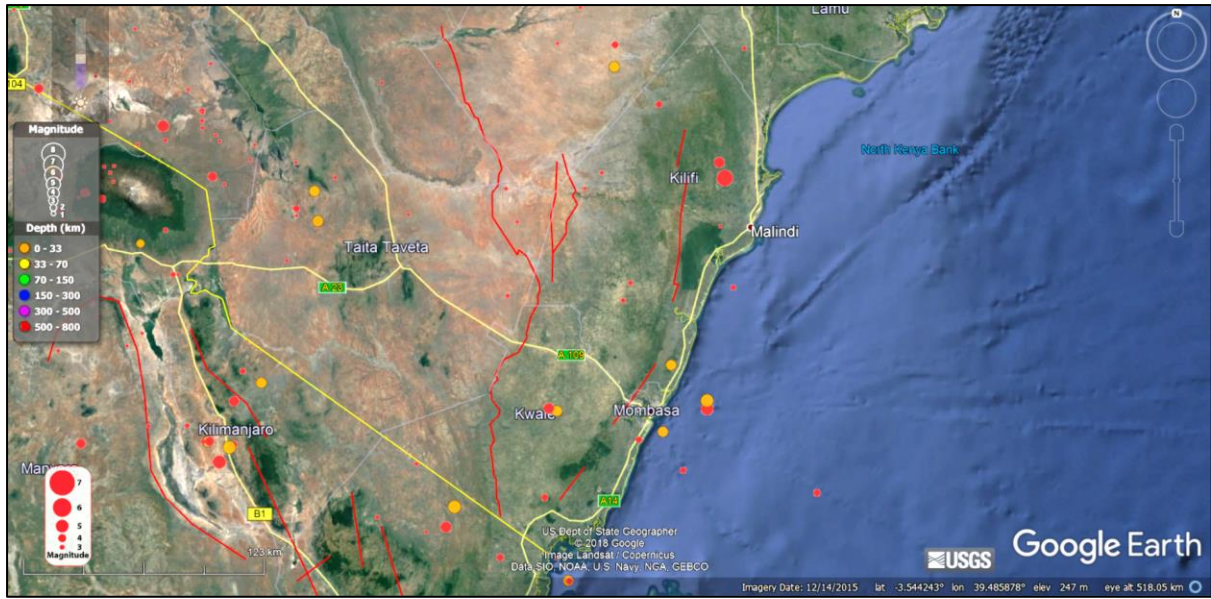 Lamu
N
104
Magnitude
8
7
6
5
4
3
2
1
North Kenya Bank
Kilifi
Depth (km)
0 - 33
33 - 70
70 - 150
150 - 300
300 - 500
500 - 800
Malindi
Taita Taveta
A 23
A 109
Kwale
Mombasa
Kilimanjaro
7
6
5
4
3
Magnitude
B1
A14
123 km
US Dept of State Geographer
© 2018 Google
Image Landsat / Copernicus
Data SIO, NOAA, U.S. Navy, NGA, GEBCO
USGS
Google Earth
Imagery Date: 12/14/2015 lat -3.544243° lon 39.485878° elev 247 m eye alt 518.05 km